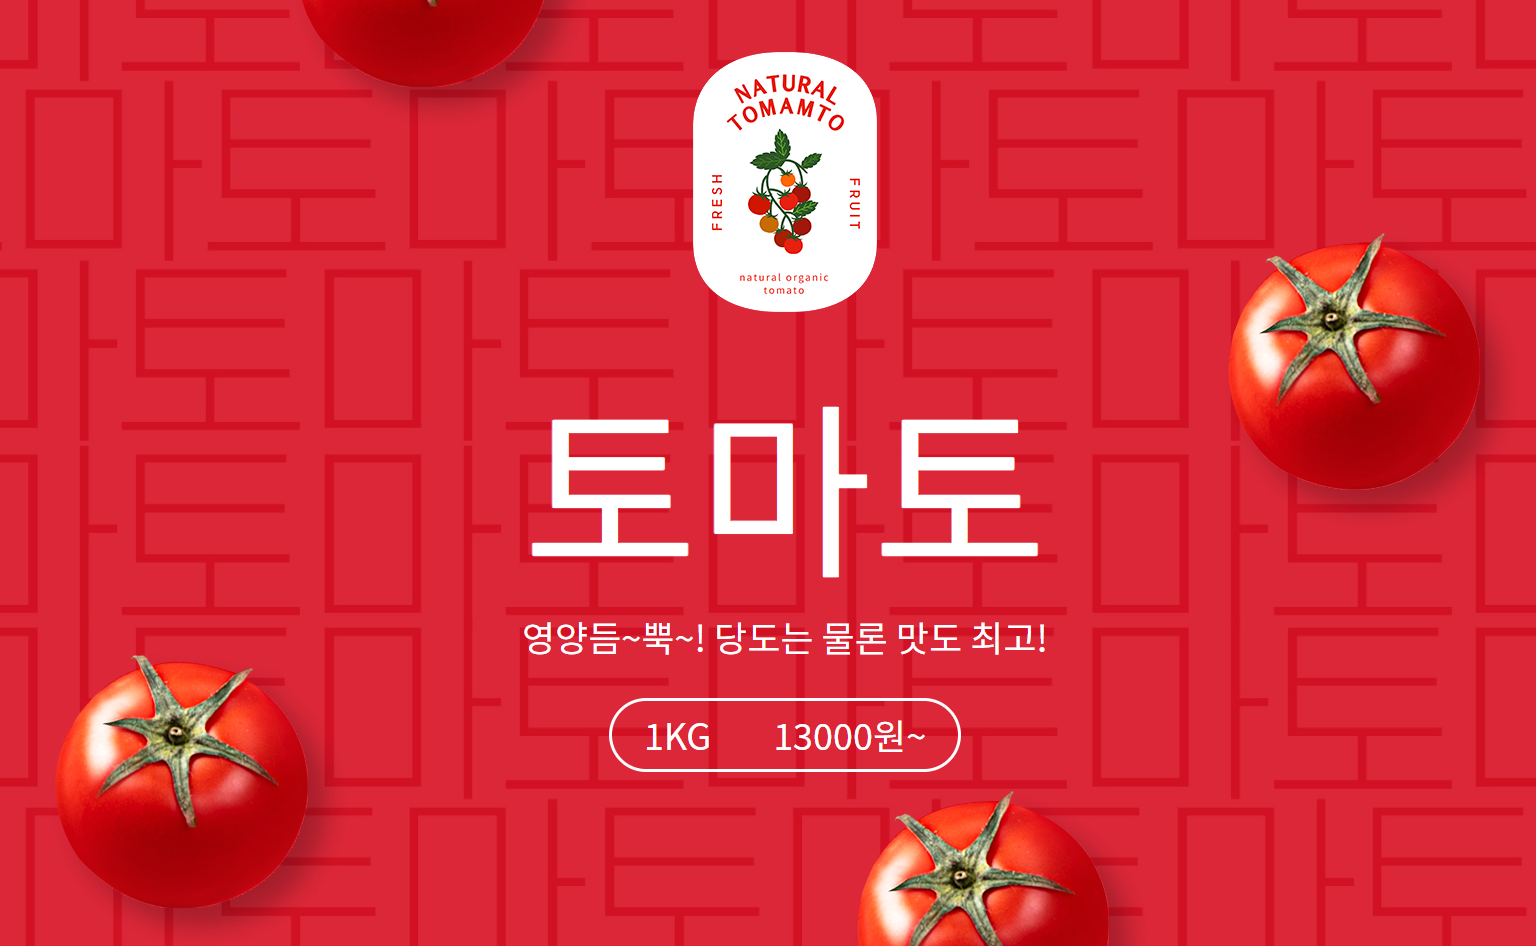 NATURAL
TOMAMTO
FRESH
FRUIT
natural organic
tomato
토마토
영양듬~뿍~! 당도는 물론 맛도 최고!
1KG 13000원~